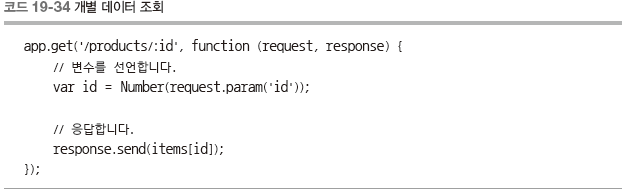 코드 19-34 개별 데이터 조회
app.get('/products/:id', function (request, response) {
    // 변수를 선언합니다.
    var id = Number(request.param('id'));
    // 응답합니다.
    response.send(items[id]);
});